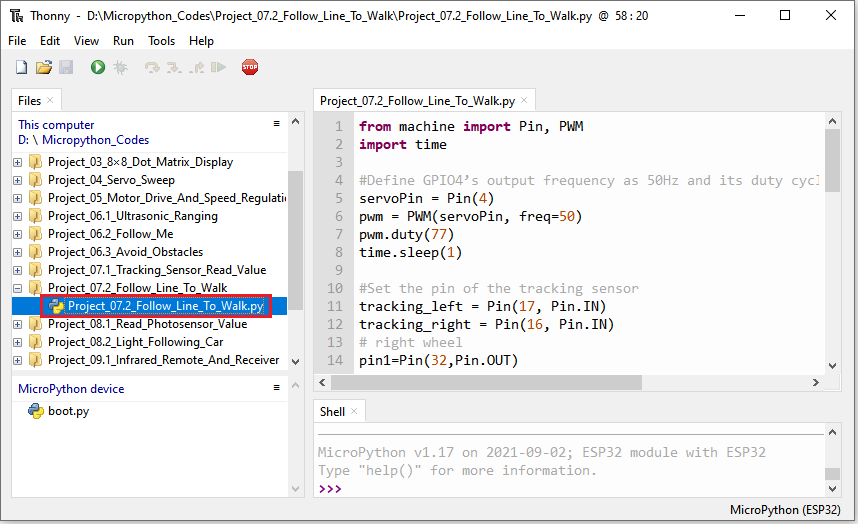 Thonny - D:\Micropython_Codes\Project_07.2_Follow_Line_To_Walk\Project_07.2_Follow_Line_To_Walk.py @ 58 : 20
File Edit View Run Tools Help
STOP
Files
This computer
D: \ Micropython_Codes
Project_03_8×8_Dot_Matrix_Display
Project_04_Servo_Sweep
Project_05_Motor_Drive_And_Speed_Regulati
Project_06.1_Ultrasonic_Ranging
Project_06.2_Follow_Me
Project_06.3_Avoid_Obstacles
Project_07.1_Tracking_Sensor_Read_Value
Project_07.2_Follow_Line_To_Walk
Project_07.2_Follow_Line_To_Walk.py
Project_08.1_Read_Photosensor_Value
Project_08.2_Light_Following_Car
Project_09.1_Infrared_Remote_And_Receiver
MicroPython device
boot.py
Project_07.2_Follow_Line_To_Walk.py
1 from machine import Pin, PWM
2 import time
3
4 #Define GPIO4’s output frequency as 50Hz and its duty cycl
5 servoPin = Pin(4)
6 pwm = PWM(servoPin, freq=50)
7 pwm.duty(77)
8 time.sleep(1)
9
10 #Set the pin of the tracking sensor
11 tracking_left = Pin(17, Pin.IN)
12 tracking_right = Pin(16, Pin.IN)
13 # right wheel
14 pin1=Pin(32,Pin.OUT)
Shell
MicroPython v1.17 on 2021-09-02; ESP32 module with ESP32
Type "help()" for more information.
>>>
MicroPython (ESP32)